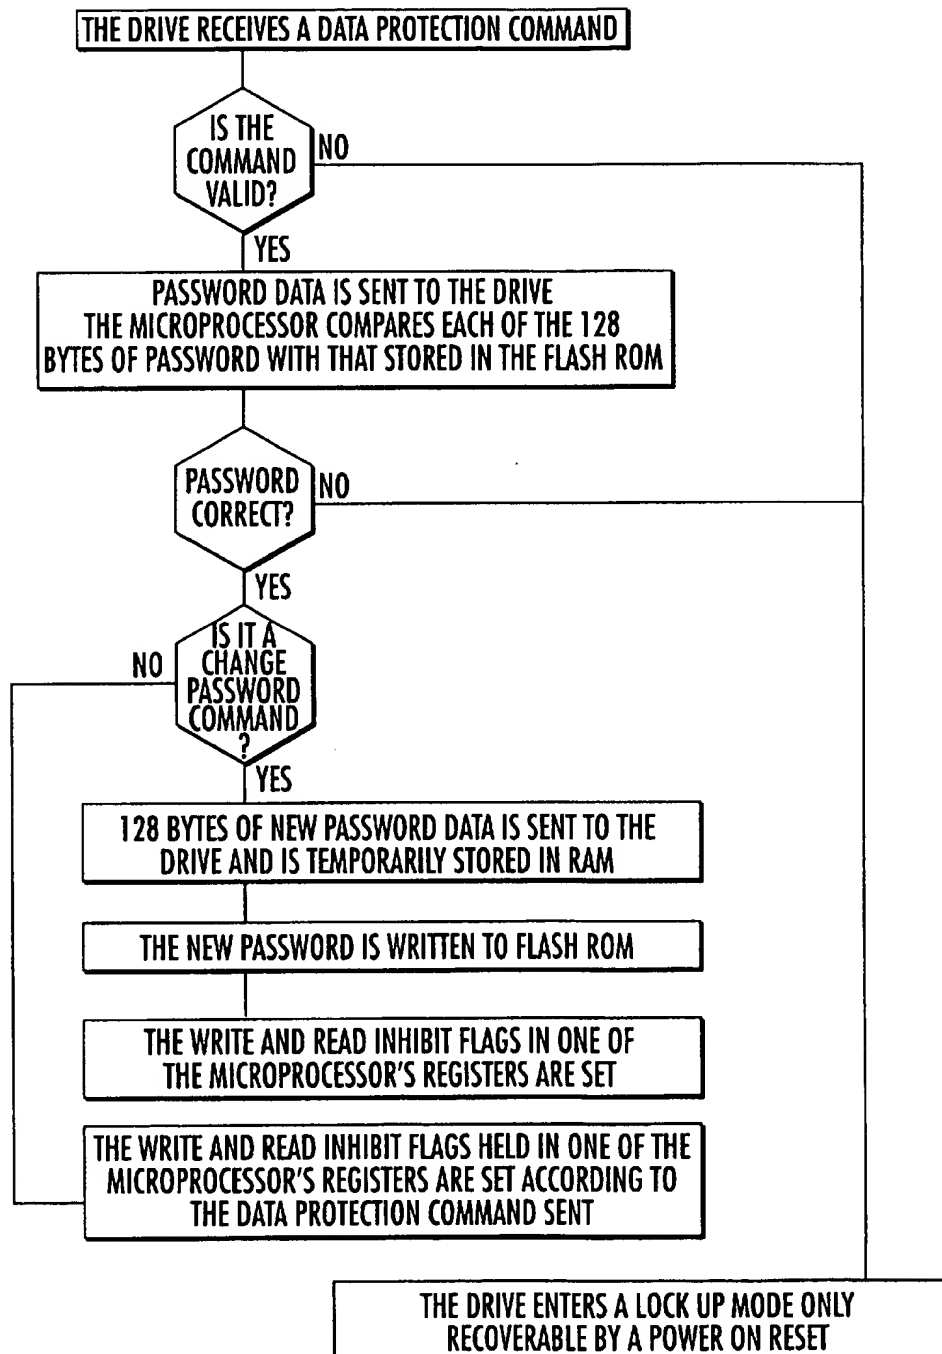 THE DRIVE RECEIVES A DATA PROTECTION COMMAND
IS THE
COMMAND
VALID?
NO
YES
PASSWORD DATA IS SENT TO THE DRIVE
THE MICROPROCESSOR COMPARES EACH OF THE 128
BYTES OF PASSWORD WITH THAT STORED IN THE FLASH ROM
PASSWORD
CORRECT?
NO
YES
IS IT A
CHANGE
PASSWORD
COMMAND
?
NO
YES
128 BYTES OF NEW PASSWORD DATA IS SENT TO THE
DRIVE AND IS TEMPORARILY STORED IN RAM
THE NEW PASSWORD IS WRITTEN TO FLASH ROM
THE WRITE AND READ INHIBIT FLAGS IN ONE OF
THE MICROPROCESSOR'S REGISTERS ARE SET
THE WRITE AND READ INHIBIT FLAGS HELD IN ONE OF THE
MICROPROCESSOR'S REGISTERS ARE SET ACCORDING TO
THE DATA PROTECTION COMMAND SENT
THE DRIVE ENTERS A LOCK UP MODE ONLY
RECOVERABLE BY A POWER ON RESET